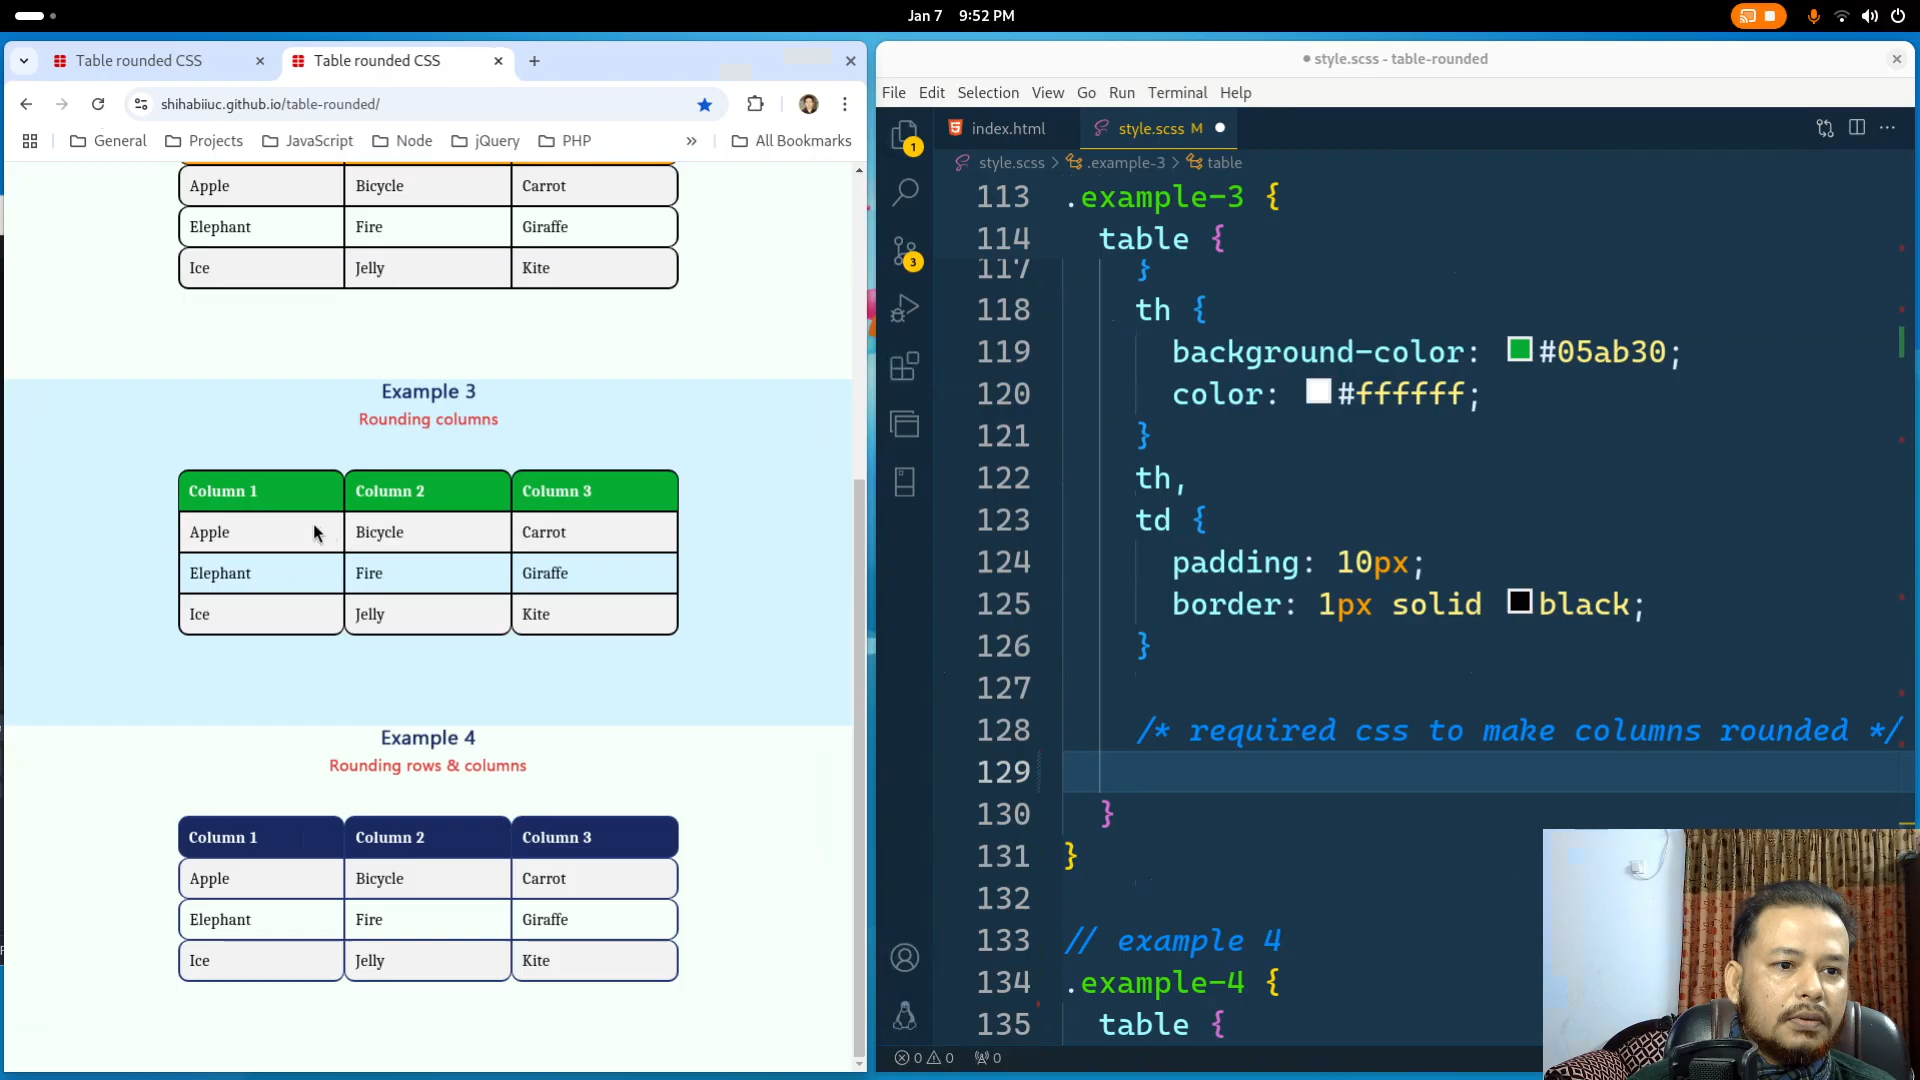 Jan 7 9:52 PM
Table rounded CSS
Table rounded CSS
shihabiiuc.github.io/table-rounded/
General
Projects
JavaScript
Node
jQuery
PHP
»
All Bookmarks
Apple Bicycle Carrot
Elephant Fire Giraffe
Ice Jelly Kite
Example 3
Rounding columns
Column 1 Column 2 Column 3
Apple Bicycle Carrot
Elephant Fire Giraffe
Ice Jelly Kite
Example 4
Rounding rows & columns
Column 1 Column 2 Column 3
Apple Bicycle Carrot
Elephant Fire Giraffe
Ice Jelly Kite
style.scss - table-rounded
File Edit Selection View Go Run Terminal Help
1
3
index.html
style.scss M
style.scss > .example-3 > table
113 .example-3 {
114 table {
117 }
118 th {
119 background-color: #05ab30;
120 color: #ffffff;
121 }
122 th,
123 td {
124 padding: 10px;
125 border: 1px solid black;
126 }
127
128 /* required css to make columns rounded */
129
130 }
131 }
132
133 // example 4
134 .example-4 {
135 table {
0 0 0